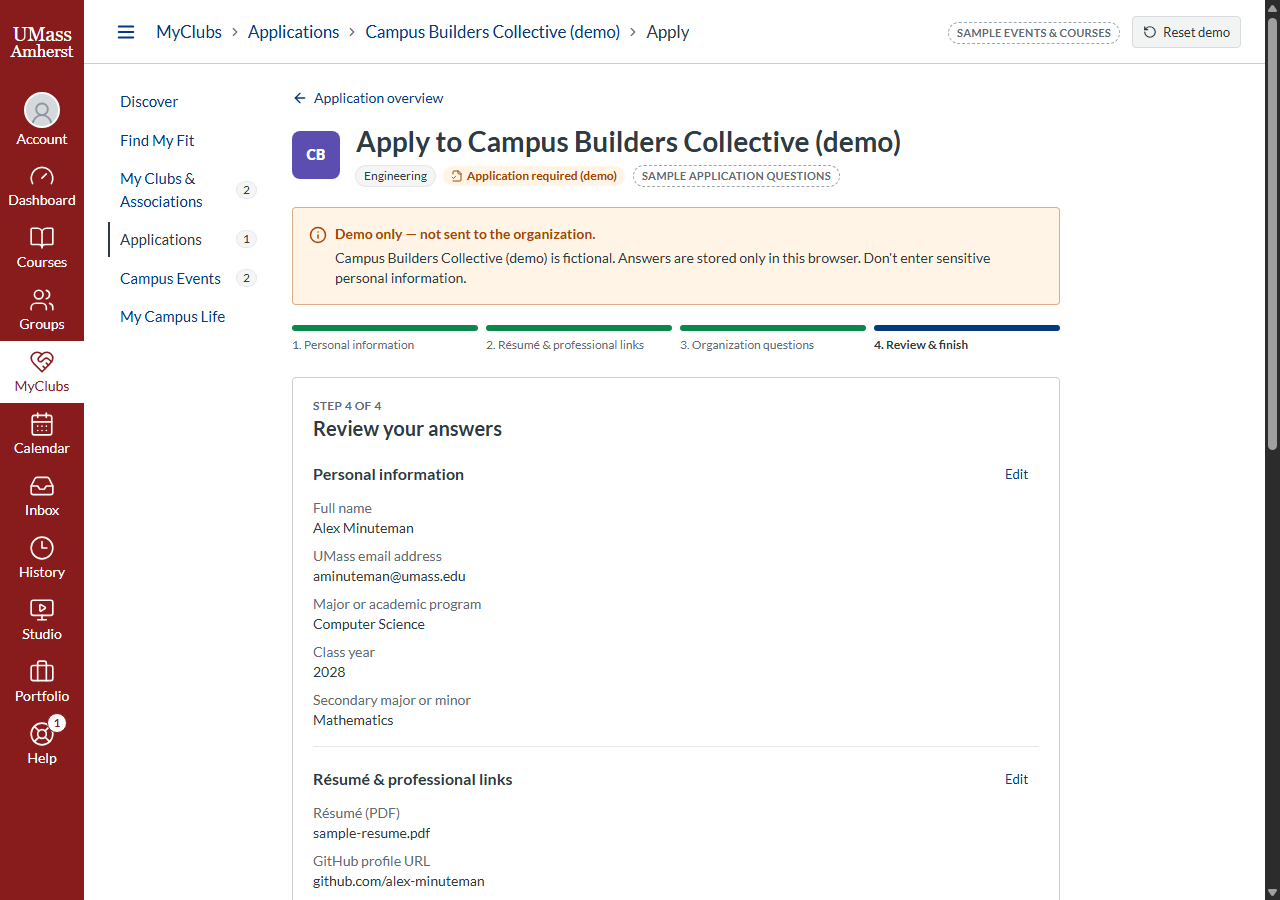 UMass
Amherst
Account
Dashboard
Courses
Groups
MyClubs
Calendar
Inbox
History
Studio
Portfolio
1
Help
MyClubs > Applications > Campus Builders Collective (demo) > Apply
SAMPLE EVENTS & COURSES
Reset demo
Discover
Find My Fit
My Clubs &
Associations
2
Applications 1
Campus Events 2
My Campus Life
← Application overview
CB
Apply to Campus Builders Collective (demo)
Engineering
Application required (demo)
SAMPLE APPLICATION QUESTIONS
Demo only — not sent to the organization.
Campus Builders Collective (demo) is fictional. Answers are stored only in this browser. Don't enter sensitive
personal information.
1. Personal information
2. Résumé & professional links
3. Organization questions
4. Review & finish
STEP 4 OF 4
Review your answers
Personal information
Edit
Full name
Alex Minuteman
UMass email address
aminuteman@umass.edu
Major or academic program
Computer Science
Class year
2028
Secondary major or minor
Mathematics
Résumé & professional links
Edit
Résumé (PDF)
sample-resume.pdf
GitHub profile URL
github.com/alex-minuteman